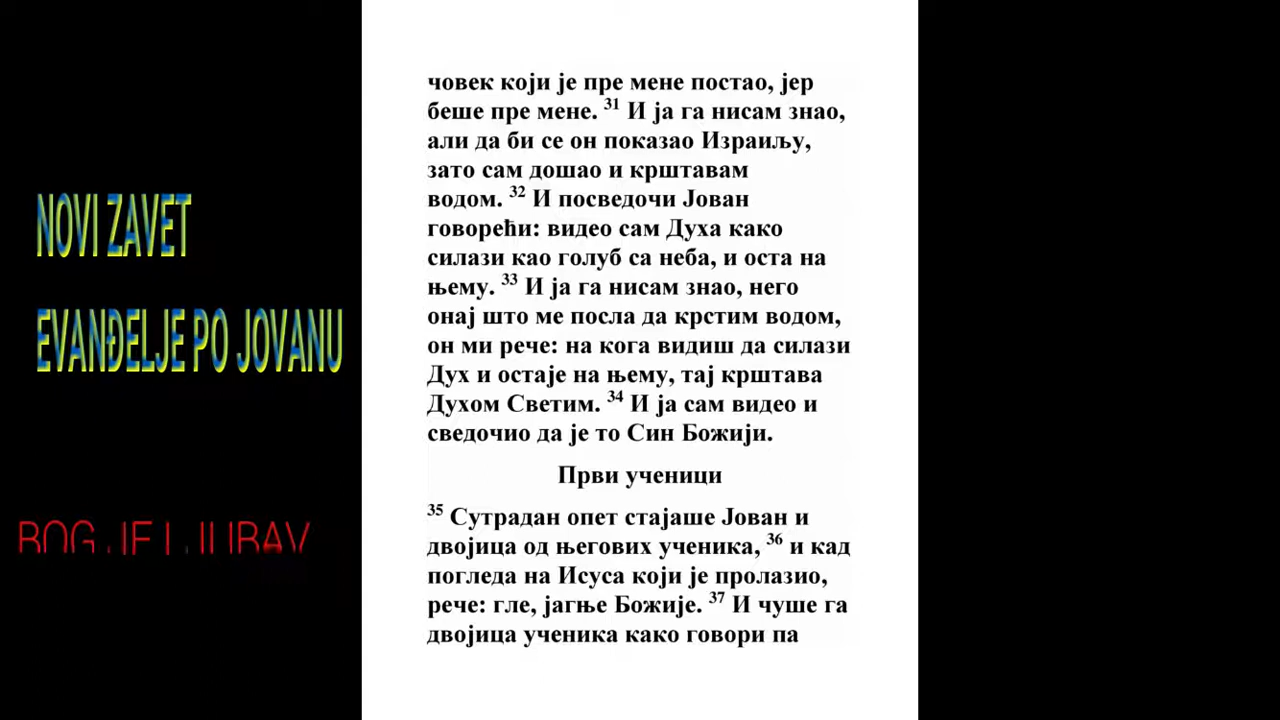 NOVI ZAVET
EVANĐELJE PO JOVANU
BOG JE LJUBAV
човек који је пре мене постао, јер
беше пре мене. 31 И ја га нисам знао,
али да би се он показао Израиљу,
зато сам дошао и крштавам
водом. 32 И посведочи Јован
говорећи: видео сам Духа како
силази као голуб са неба, и оста на
њему. 33 И ја га нисам знао, него
онај што ме посла да крстим водом,
он ми рече: на кога видиш да силази
Дух и остаје на њему, тај крштава
Духом Светим. 34 И ја сам видео и
сведочио да је то Син Божији.
Први ученици
35 Сутрадан опет стајаше Јован и
двојица од његових ученика, 36 и кад
погледа на Исуса који је пролазио,
рече: гле, јагње Божије. 37 И чуше га
двојица ученика како говори па